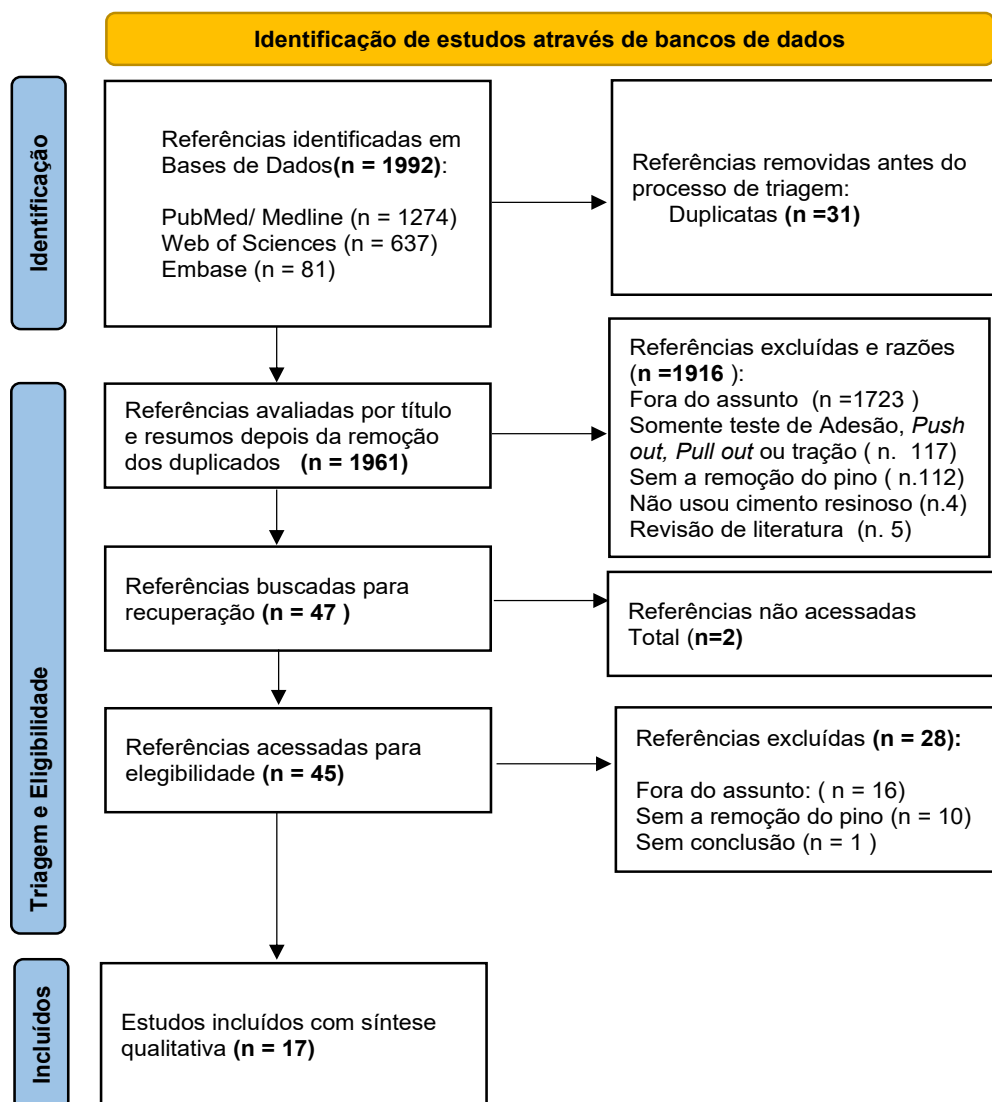 Identificação de estudos através de bancos de dados
Identificação
Referências identificadas em
Bases de Dados(n = 1992):
PubMed/ Medline (n = 1274)
Web of Sciences (n = 637)
Embase (n = 81)
Referências removidas antes do
processo de triagem:
Duplicatas (n =31)
Triagem e Eligibilidade
Referências avaliadas por título
e resumos depois da remoção
dos duplicados (n = 1961)
Referências excluídas e razões
(n =1916 ):
Fora do assunto (n =1723 )
Somente teste de Adesão, Push
out, Pull out ou tração ( n. 117)
Sem a remoção do pino ( n.112)
Não usou cimento resinoso (n.4)
Revisão de literatura (n. 5)
Referências buscadas para
recuperação (n = 47 )
Referências não acessadas
Total (n=2)
Referências acessadas para
elegibilidade (n = 45)
Referências excluídas (n = 28):
Fora do assunto: ( n = 16)
Sem a remoção do pino (n = 10)
Sem conclusão (n = 1 )
Incluídos
Estudos incluídos com síntese
qualitativa (n = 17)